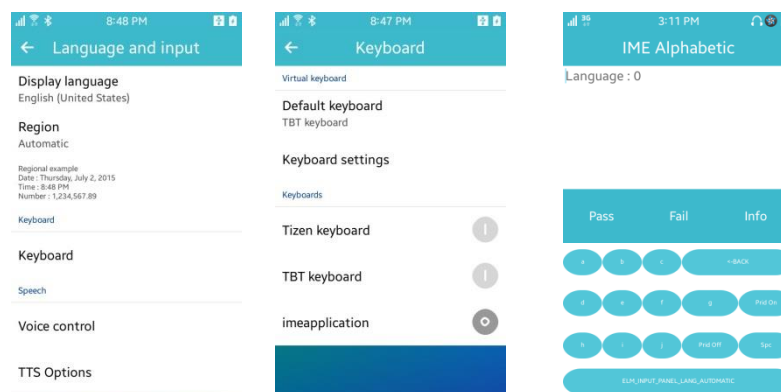 8:48 PM
Language and input
Display language
English (United States)
Region
Automatic
Regional example
Date : Thursday, July 2, 2015
Time : 8:48 PM
Number : 1,234,567.89
Keyboard
Keyboard
Speech
Voice control
TTS Options
8:47 PM
Keyboard
Virtual keyboard
Default keyboard
TBT keyboard
Keyboard settings
Keyboards
Tizen keyboard
TBT keyboard
imeapplication
3G
3:11 PM
IME Alphabetic
Language : 0
Pass Fail Info
a b c <-BACK
d e f g Prid On
h i j Prid Off Spc
ELM_INPUT_PANEL_LANG_AUTOMATIC